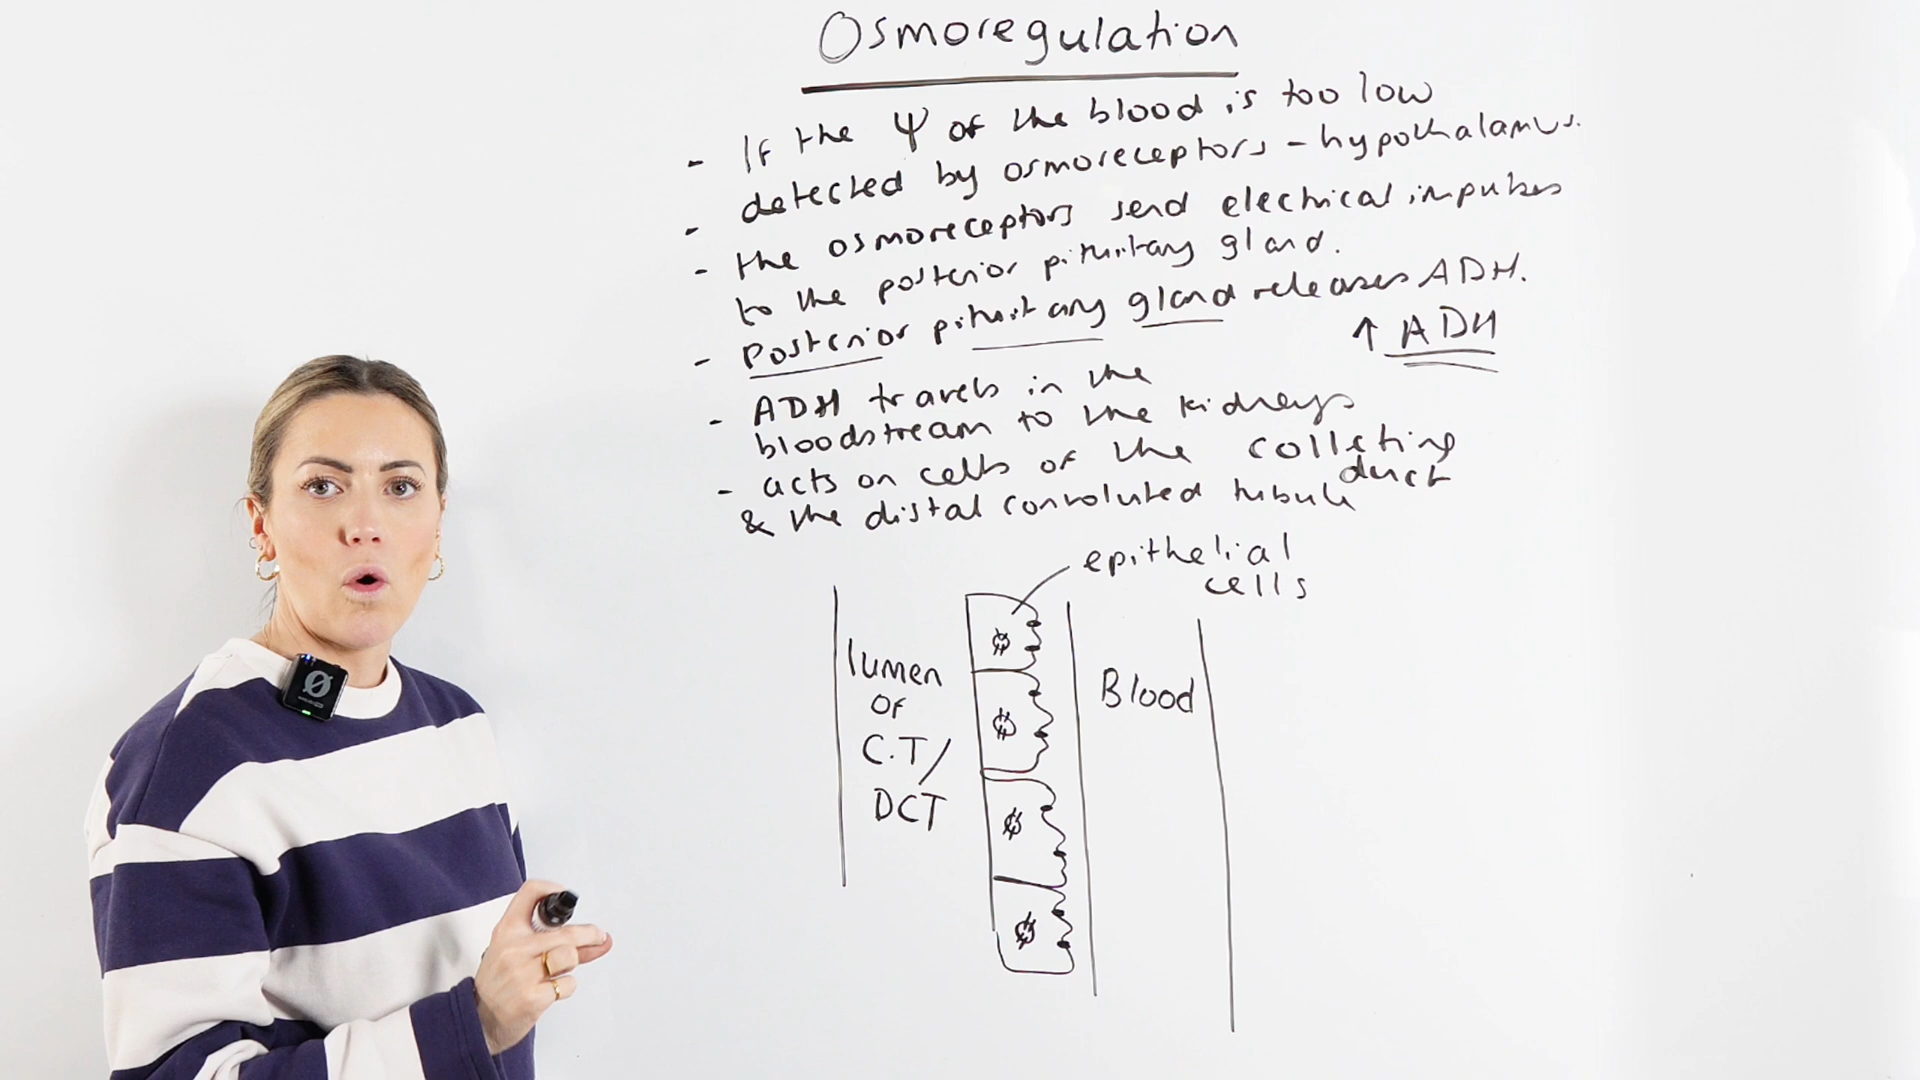 Osmoregulation
- If the Ψ of the blood is too low
- detected by osmoreceptors - hypothalamus.
- the osmoreceptors send electrical impulses
to the posterior pituitary gland.
- Posterior pituitary gland releases ADH.
↑ ADH
- ADH travels in the
bloodstream to the kidneys
- acts on cells of the collecting
duct
& the distal convoluted tubule
epithelial
cells
lumen
OF
C.T/
DCT
Blood